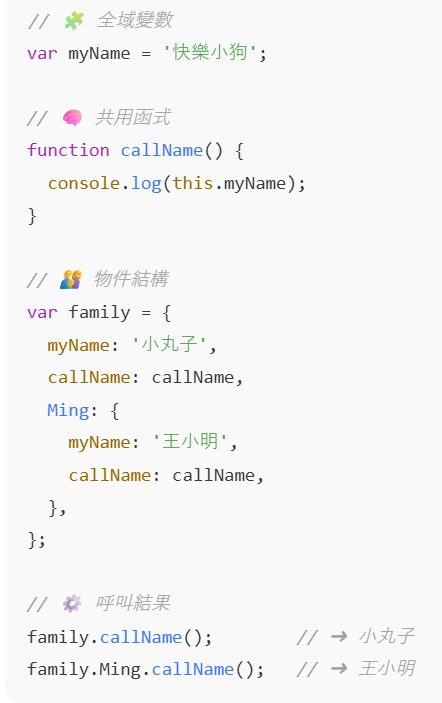 // 🧩 全域變數
var myName = '快樂小狗';

// 🧠 共用函式
function callName() {
  console.log(this.myName);
}

// 👩‍❤️‍👨 物件結構
var family = {
  myName: '小丸子',
  callName: callName,
  Ming: {
    myName: '王小明',
    callName: callName,
  },
};

// ⚙️ 呼叫結果
family.callName();        // ➜ 小丸子
family.Ming.callName();   // ➜ 王小明